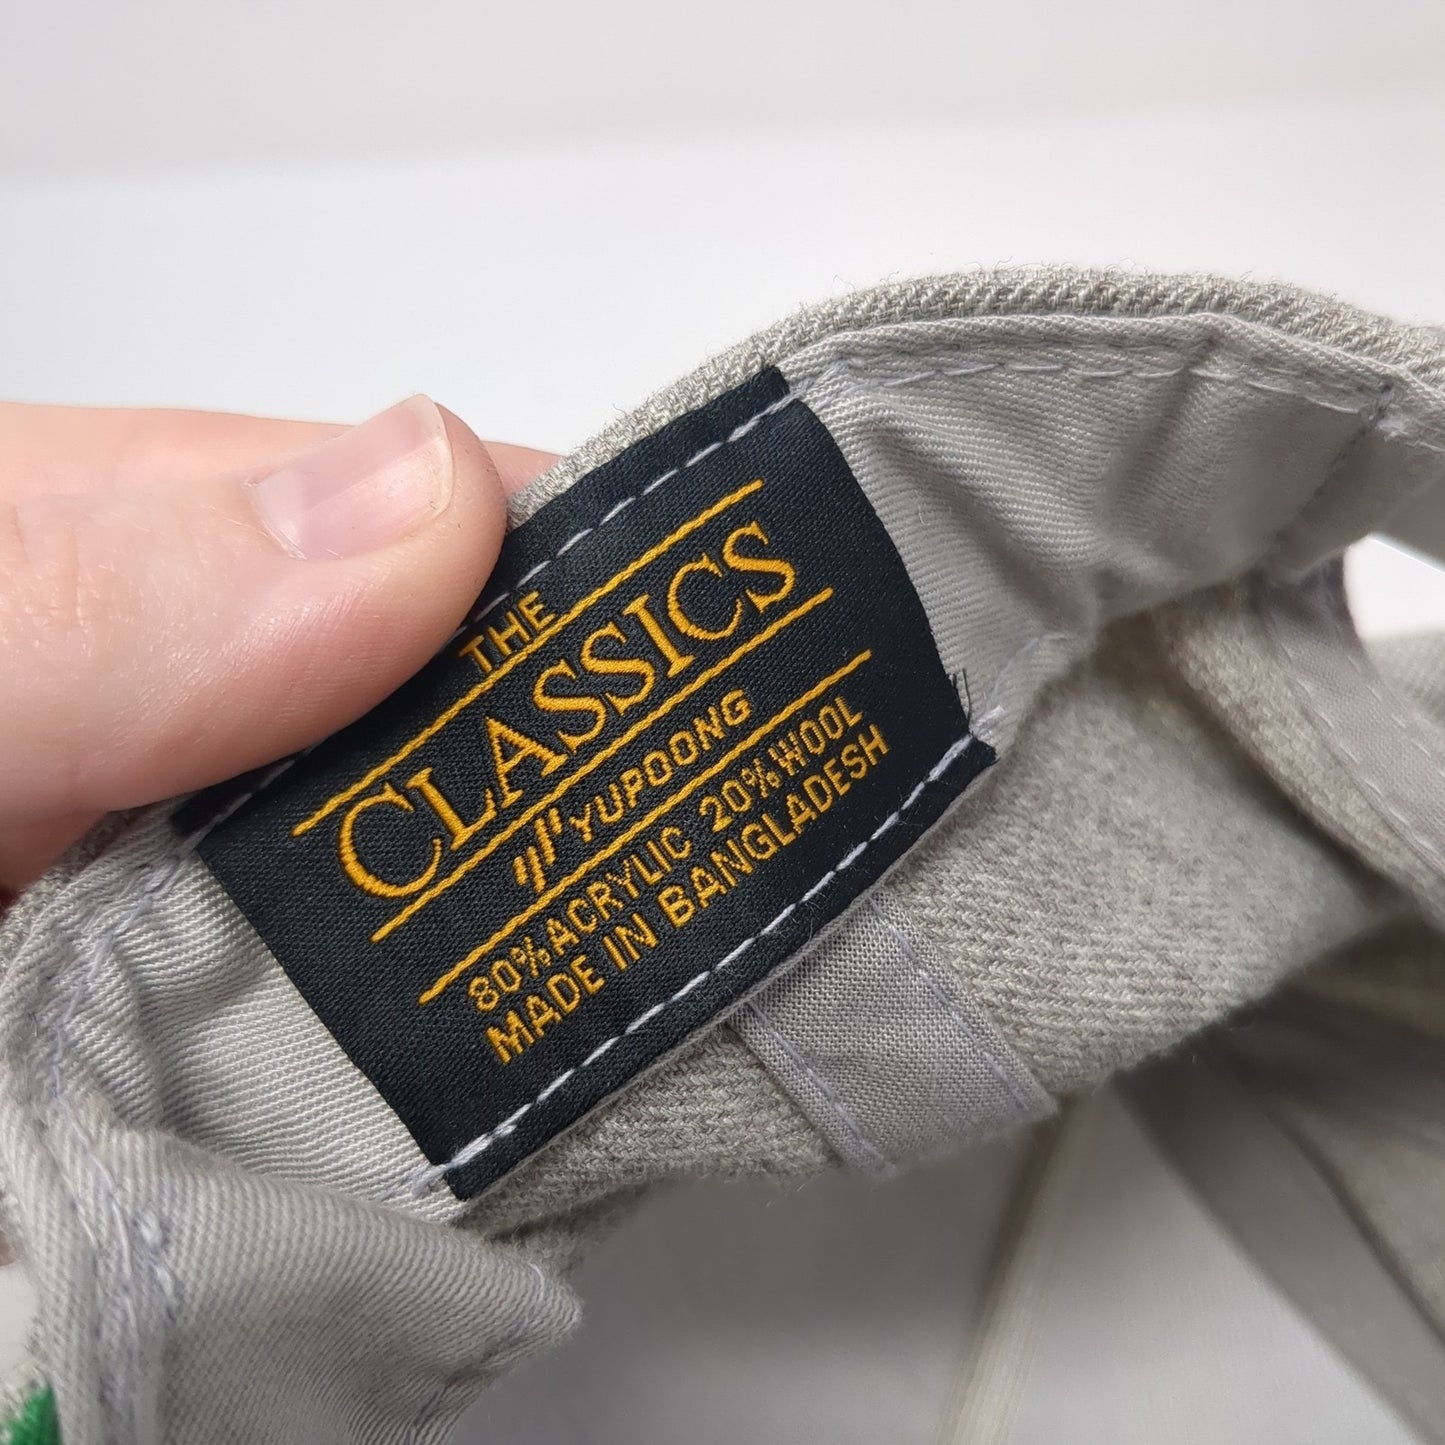 THE
CLASSICS
YUPOONG
80% ACRYLIC 20% WOOL
MADE IN BANGLADESH